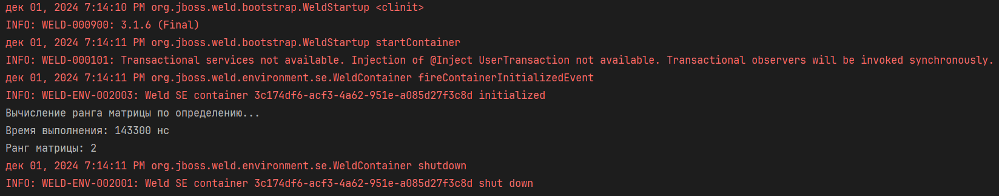 дек 01, 2024 7:14:10 PM org.jboss.weld.bootstrap.WeldStartup <clinit>
INFO: WELD-000900: 3.1.6 (Final)
дек 01, 2024 7:14:11 PM org.jboss.weld.bootstrap.WeldStartup startContainer
INFO: WELD-000101: Transactional services not available. Injection of @Inject UserTransaction not available. Transactional observers will be invoked synchronously.
дек 01, 2024 7:14:11 PM org.jboss.weld.environment.se.WeldContainer fireContainerInitializedEvent
INFO: WELD-ENV-002003: Weld SE container 3c174df6-acf3-4a62-951e-a085d27f3c8d initialized
Вычисление ранга матрицы по определению...
Время выполнения: 143300 нс
Ранг матрицы: 2
дек 01, 2024 7:14:11 PM org.jboss.weld.environment.se.WeldContainer shutdown
INFO: WELD-ENV-002001: Weld SE container 3c174df6-acf3-4a62-951e-a085d27f3c8d shut down